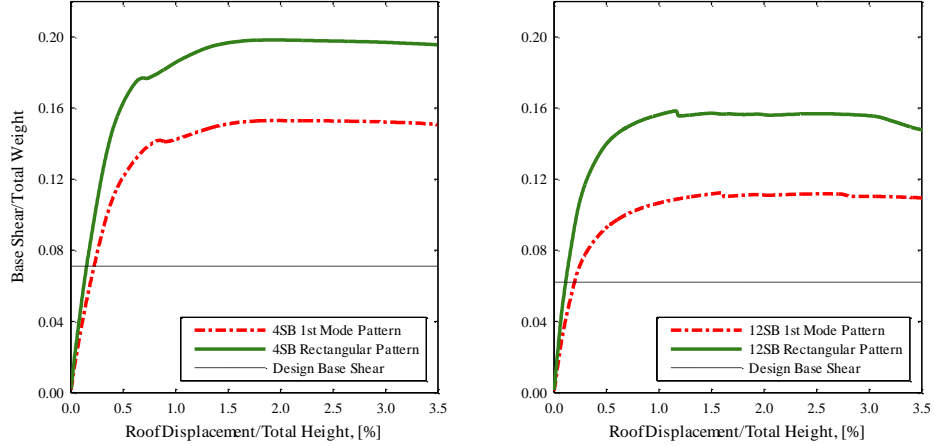 0.20
0.16
0.12
0.08
0.04
0.00
Base Shear/Total Weight
4SB 1st Mode Pattern
4SB Rectangular Pattern
Design Base Shear
0.0 0.5 1.0 1.5 2.0 2.5 3.0 3.5
Roof Displacement/Total Height, [%]
0.20
0.16
0.12
0.08
0.04
0.00
12SB 1st Mode Pattern
12SB Rectangular Pattern
Design Base Shear
0.0 0.5 1.0 1.5 2.0 2.5 3.0 3.5
Roof Displacement/Total Height, [%]